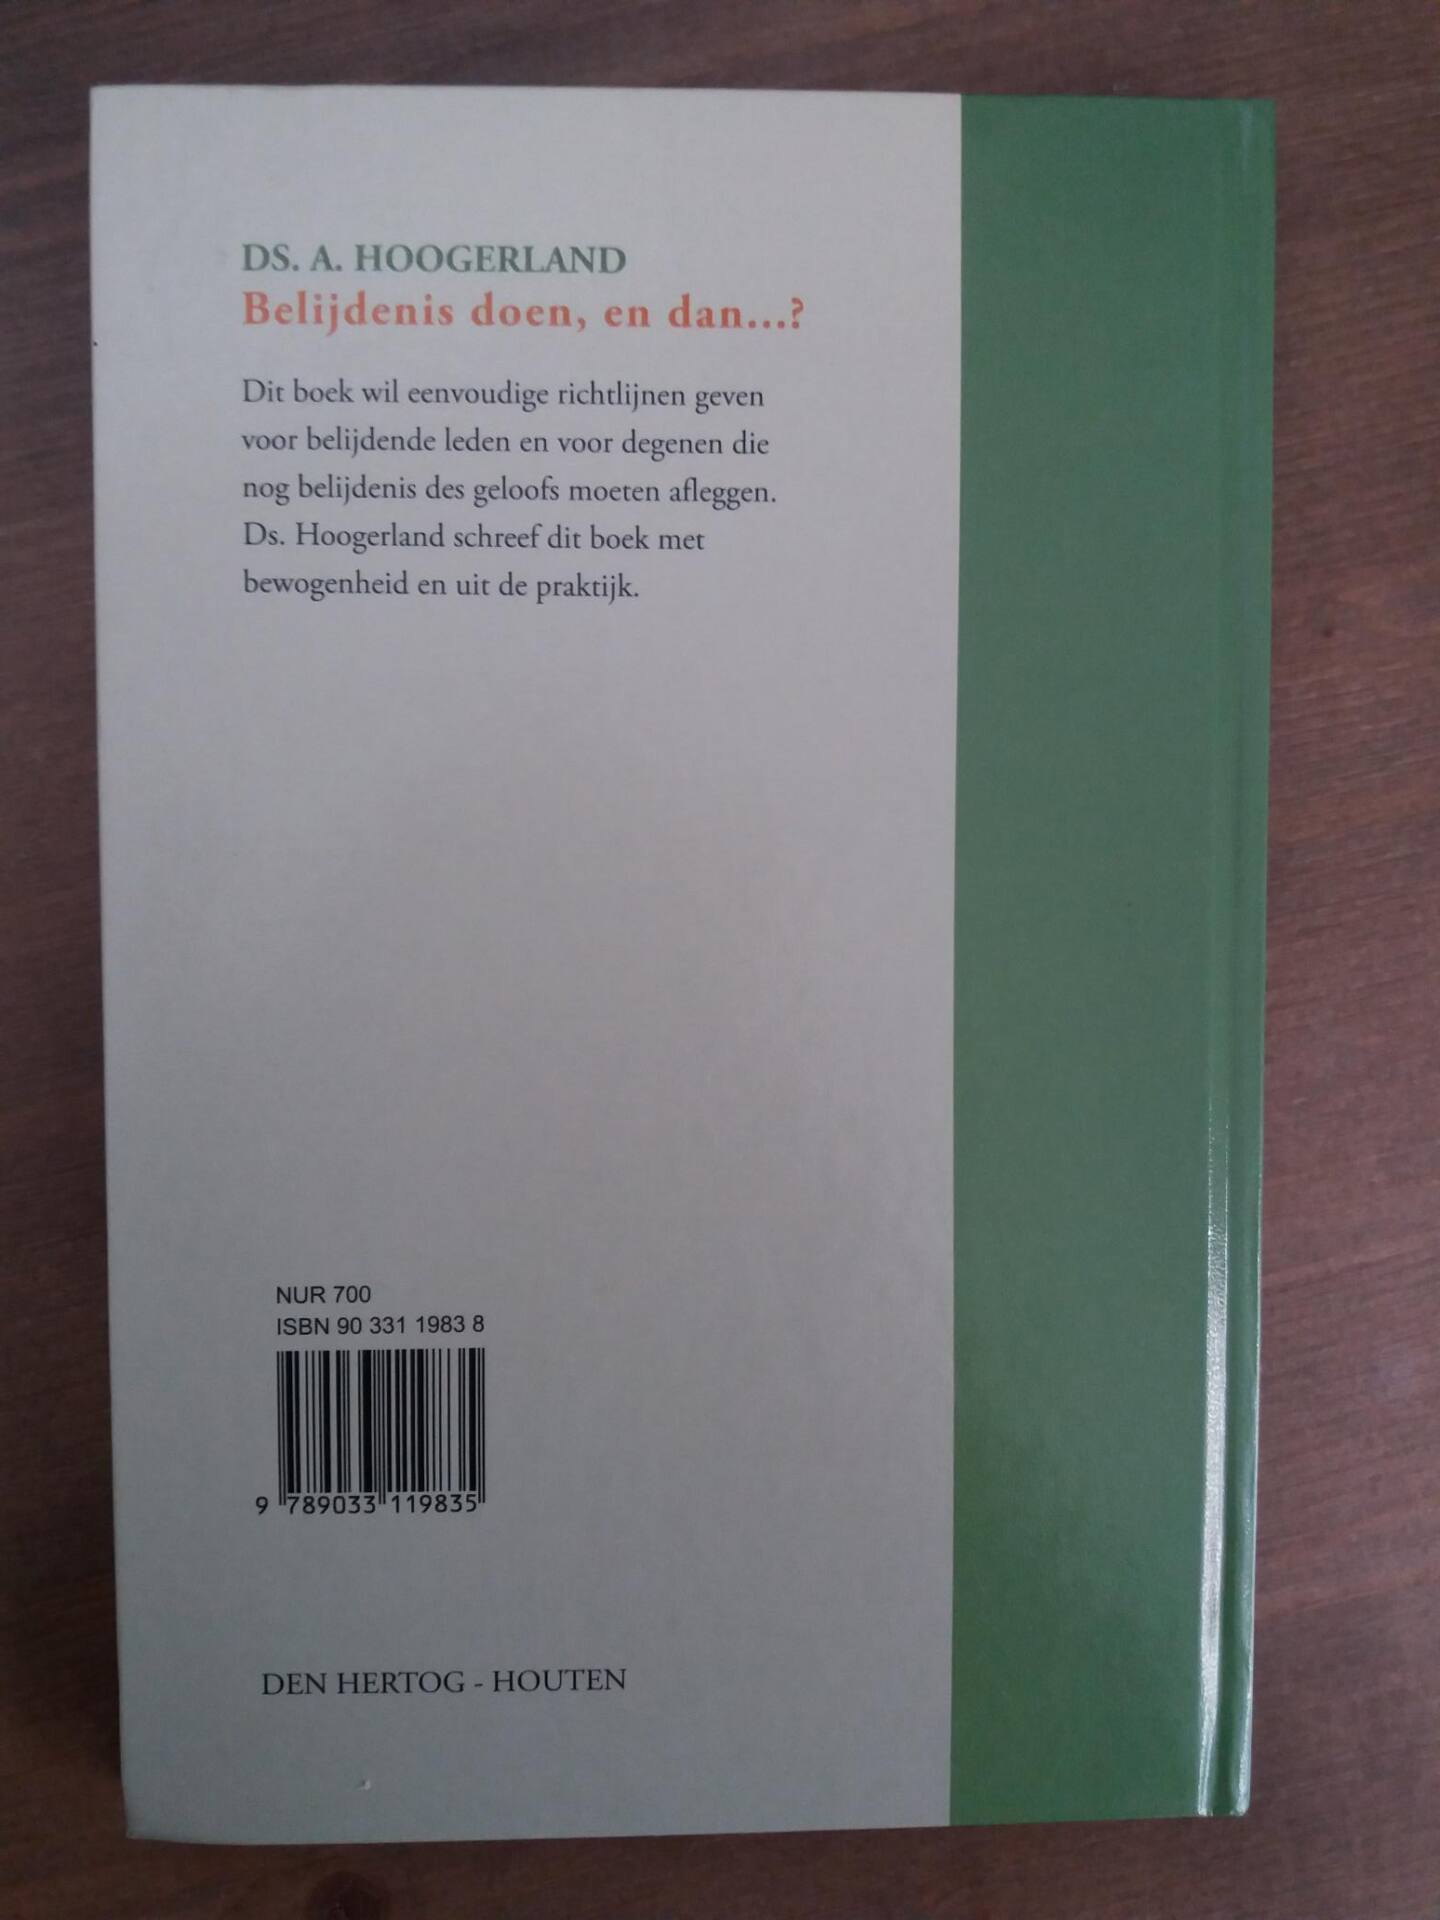 DS. A. HOOGERLAND
Belijdenis doen, en dan...?
Dit boek wil eenvoudige richtlijnen geven
voor belijdende leden en voor degenen die
nog belijdenis des geloofs moeten afleggen.
Ds. Hoogerland schreef dit boek met
bewogenheid en uit de praktijk.
NUR 700
ISBN 90 331 1983 8
9 789033 119835
DEN HERTOG - HOUTEN